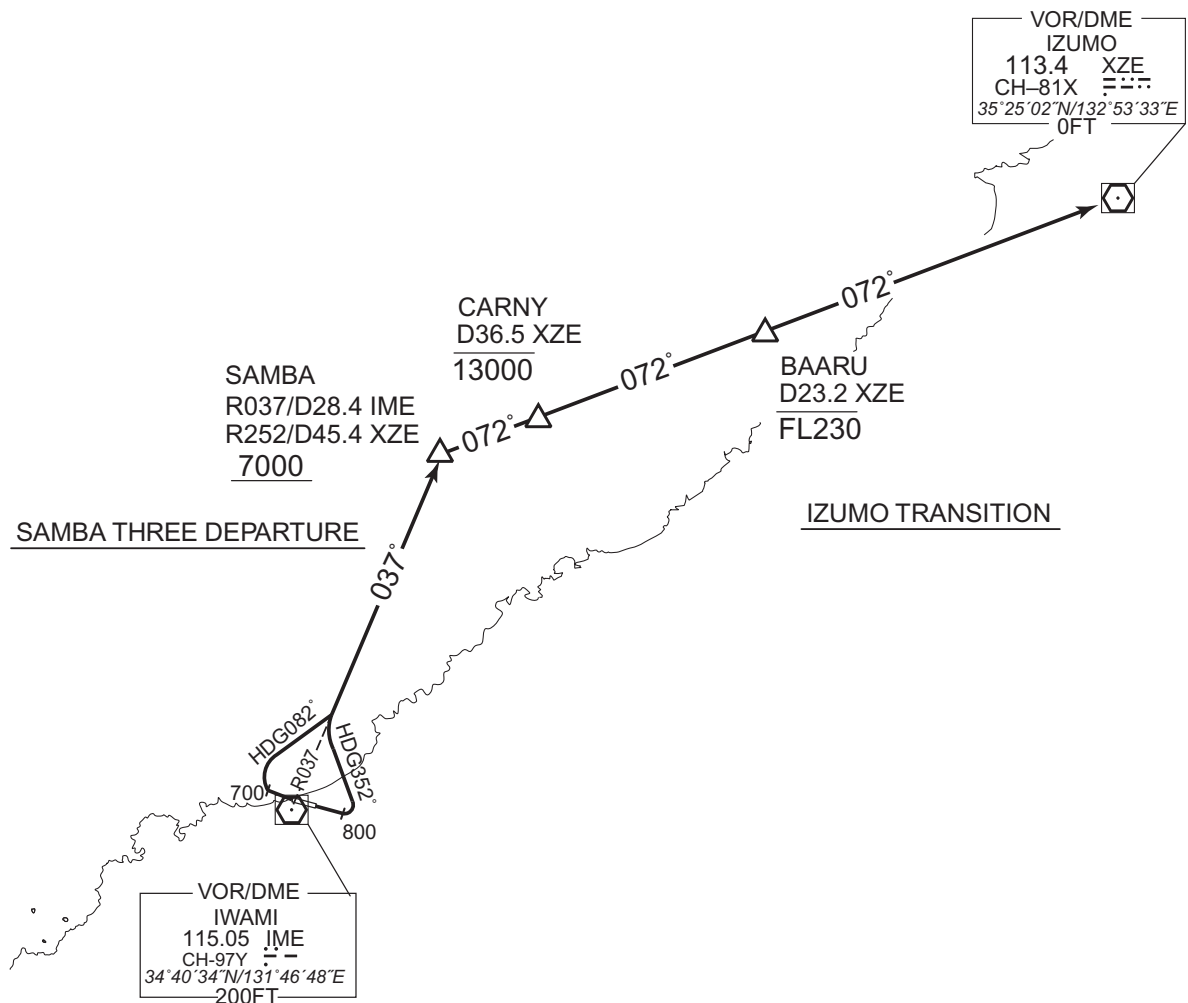 VOR/DME
IZUMO
113.4 XZE
CH–81X
35°25´02˝N/132°53´33˝E
0FT
072°
CARNY
D36.5 XZE
13000
072°
BAARU
D23.2 XZE
FL230
SAMBA
R037/D28.4 IME
R252/D45.4 XZE
7000
072°
SAMBA THREE DEPARTURE
IZUMO TRANSITION
037°
HDG082°
R037
HDG352°
700
800
VOR/DME
IWAMI
115.05 IME
CH-97Y
34°40´34˝N/131°46´48˝E
200FT